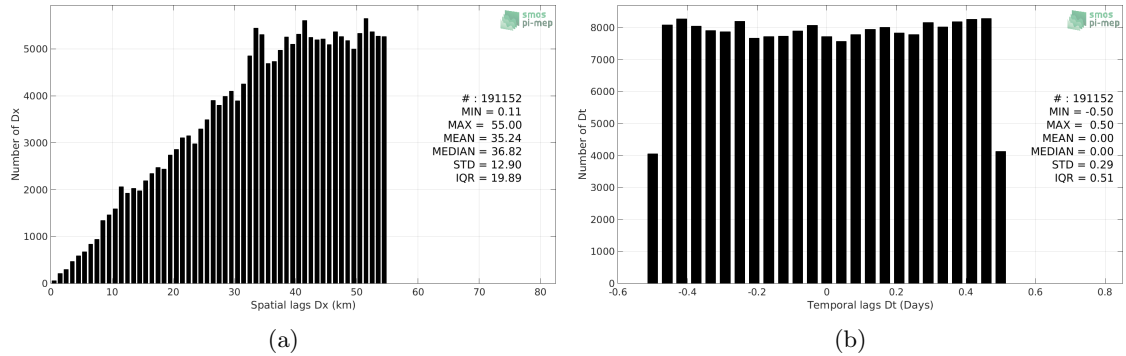 smos
pi-mep
6000
5000
4000
3000
2000
1000
0
Number of Dx
# : 191152
MIN = 0.11
MAX = 55.00
MEAN = 35.24
MEDIAN = 36.82
STD = 12.90
IQR = 19.89
0 10 20 30 40 50 60 70 80
Spatial lags Dx (km)
(a)
smos
pi-mep
8000
7000
6000
5000
4000
3000
2000
1000
0
Number of Dt
# : 191152
MIN = -0.50
MAX = 0.50
MEAN = 0.00
MEDIAN = 0.00
STD = 0.29
IQR = 0.51
-0.6 -0.4 -0.2 0 0.2 0.4 0.6 0.8
Temporal lags Dt (Days)
(b)